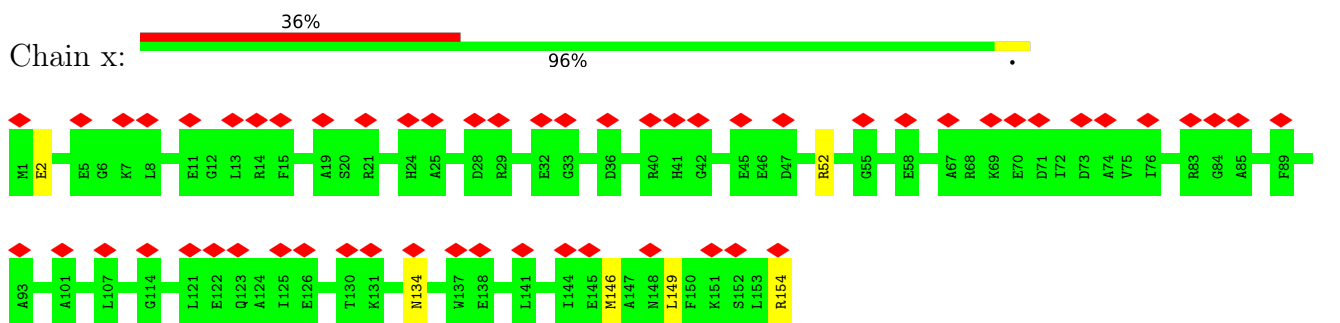 36%
Chain x:
96%
.
M1 E2 E5 G6 K7 L8 E11 G12 L13 R14 F15 A19 S20 R21 H24 A25 D28 R29 E32 G33 D36 R40 H41 G42 E45 E46 D47 R52 G55 E58 A67 R68 K69 E70 D71 I72 D73 A74 V75 I76 R83 G84 A85 F89
A93 A101 L107 G114 L121 E122 Q123 A124 I125 E126 T130 K131 N134 W137 E138 L141 I144 E145 M146 A147 N148 L149 F150 K151 S152 L153 R154